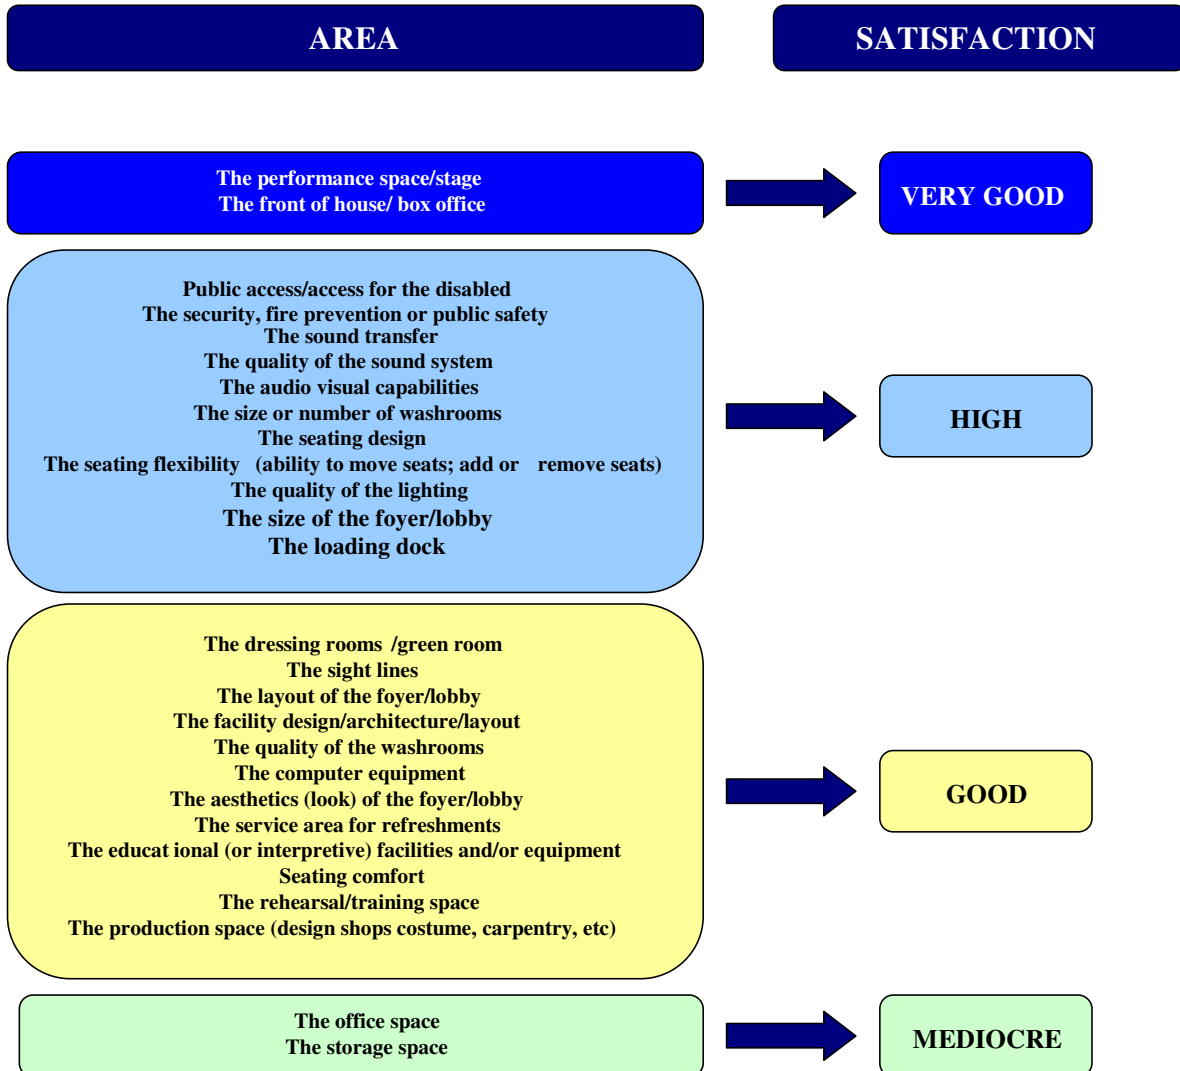 AREA
SATISFACTION
The performance space/stage
The front of house/ box office
VERY GOOD
Public access/access for the disabled
The security, fire prevention or public safety
The sound transfer
The quality of the sound system
The audio visual capabilities
The size or number of washrooms
The seating design
The seating flexibility (ability to move seats; add or remove seats)
The quality of the lighting
The size of the foyer/lobby
The loading dock
HIGH
The dressing rooms /green room
The sight lines
The layout of the foyer/lobby
The facility design/architecture/layout
The quality of the washrooms
The computer equipment
The aesthetics (look) of the foyer/lobby
The service area for refreshments
The educat ional (or interpretive) facilities and/or equipment
Seating comfort
The rehearsal/training space
The production space (design shops costume, carpentry, etc)
GOOD
The office space
The storage space
MEDIOCRE